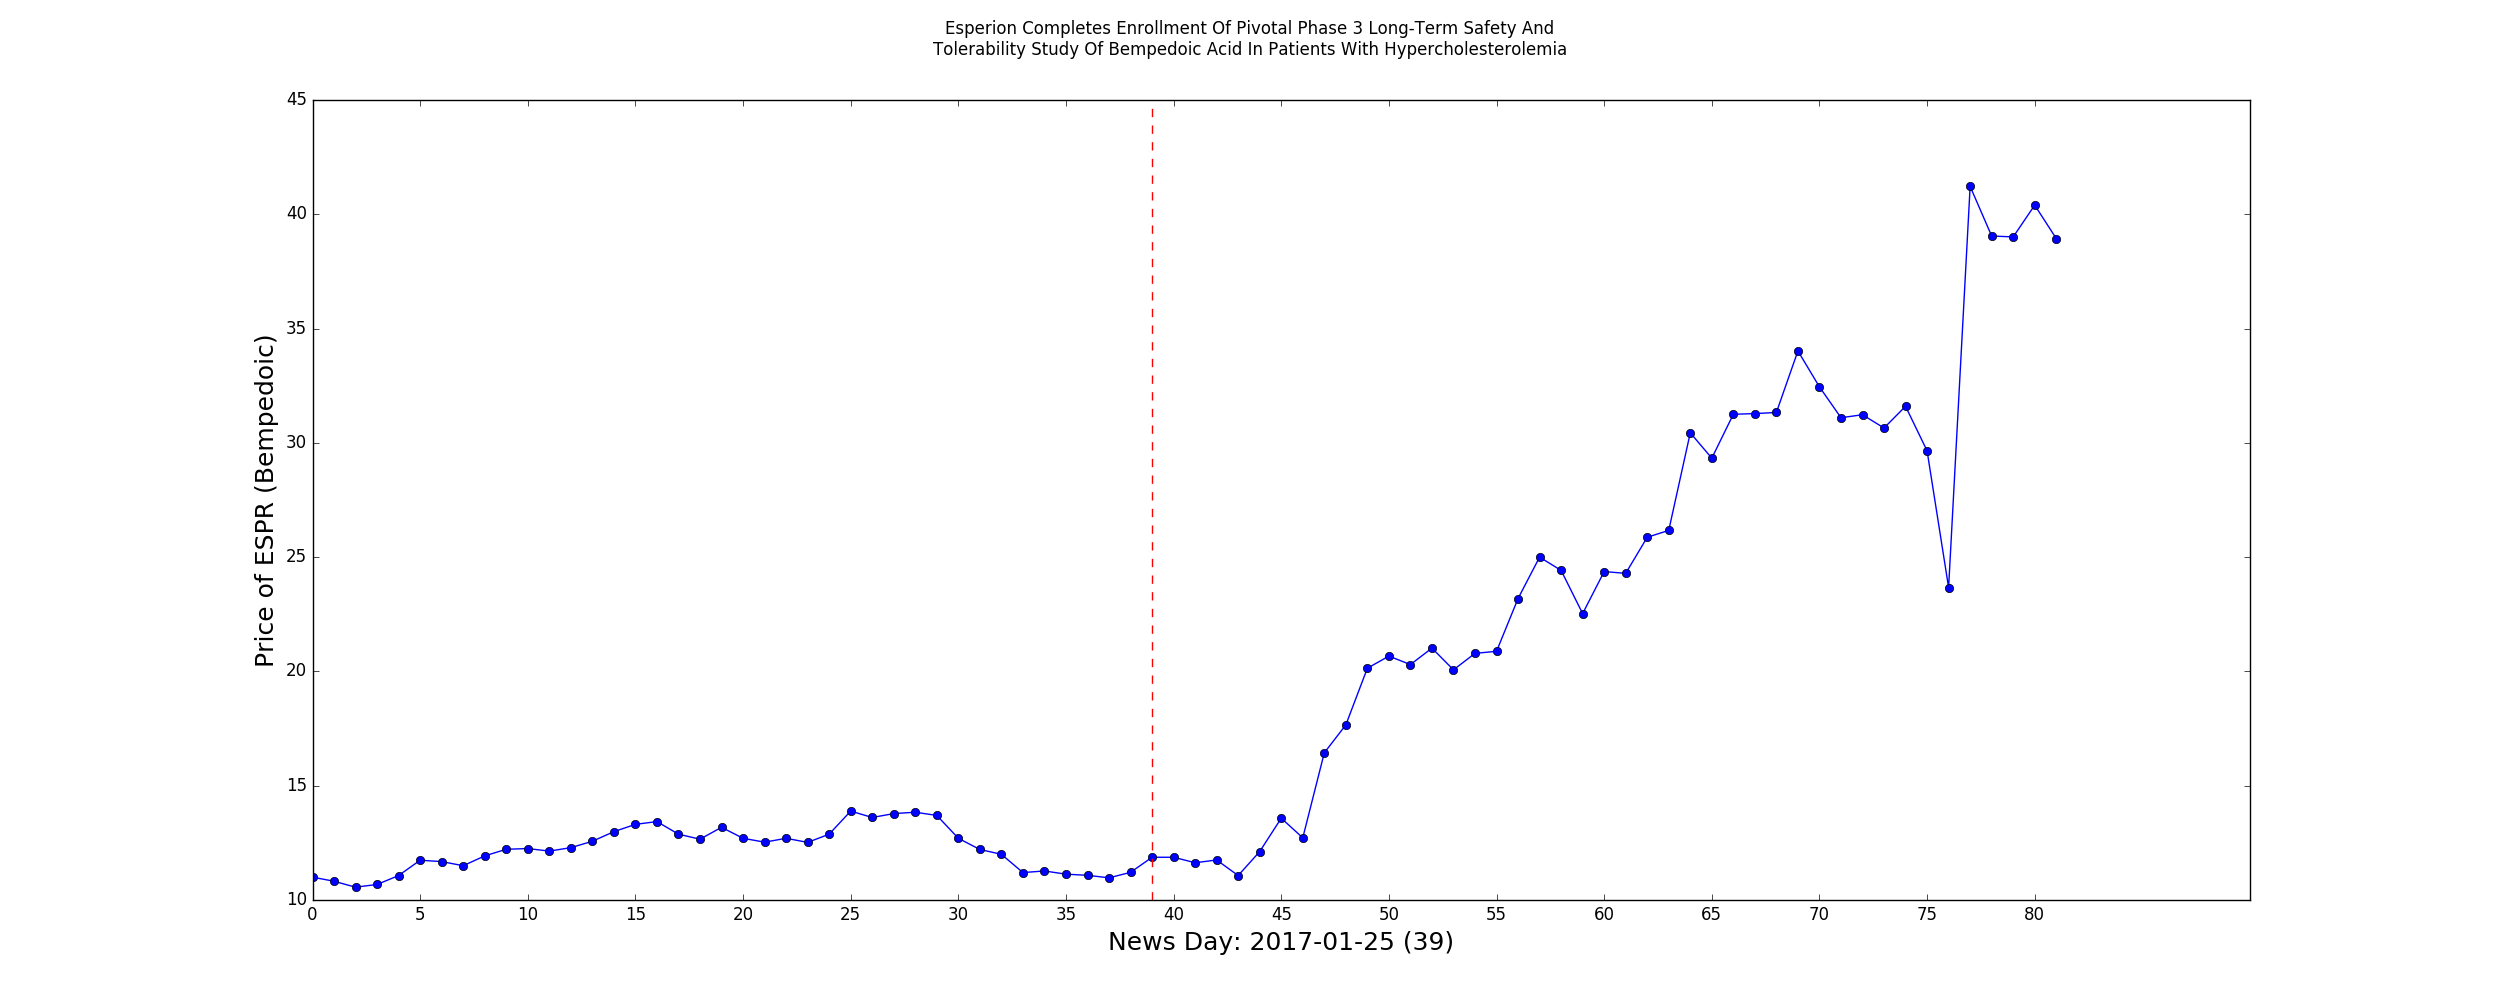 Esperion Completes Enrollment Of Pivotal Phase 3 Long-Term Safety And
Tolerability Study Of Bempedoic Acid In Patients With Hypercholesterolemia
45
40
35
30
25
20
15
10
Price of ESPR (Bempedoic)
0 5 10 15 20 25 30 35 40 45 50 55 60 65 70 75 80
News Day: 2017-01-25 (39)